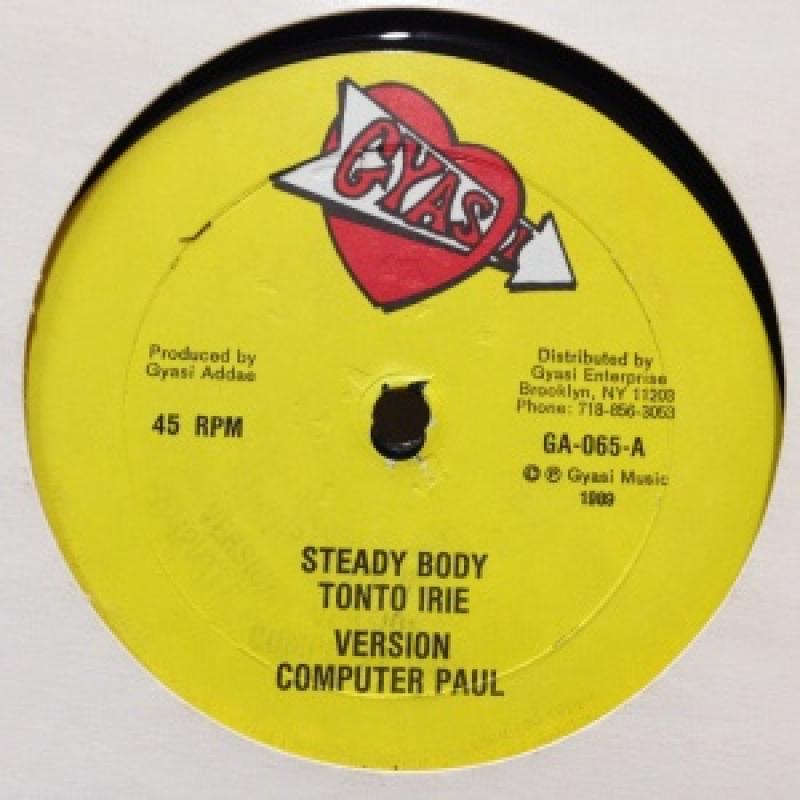 GYASI
Produced by
Gyasi Addae
45 RPM
Distributed by
Gyasi Enterprise
Brooklyn, NY 11203
Phone: 718-856-3053
GA-065-A
© ℗ Gyasi Music
1989
STEADY BODY
TONTO IRIE
VERSION
COMPUTER PAUL